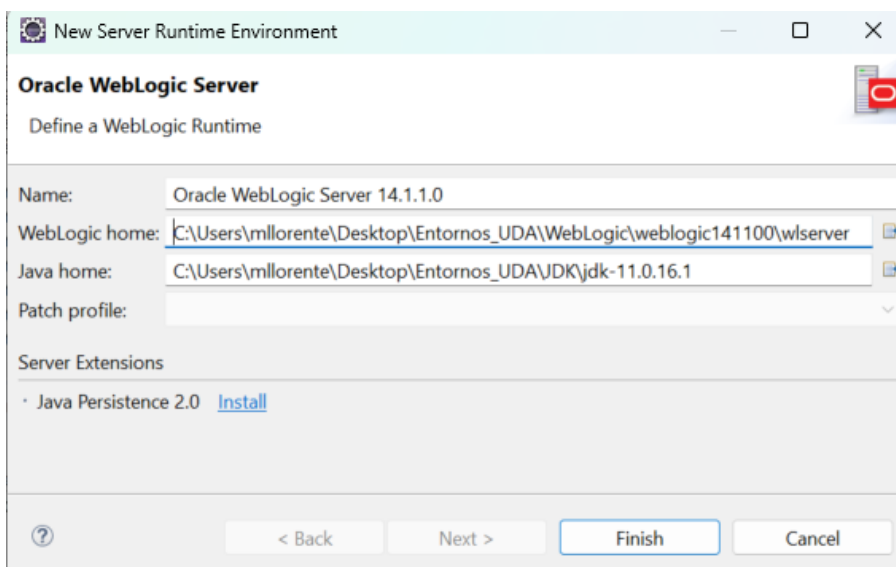 New Server Runtime Environment
Oracle WebLogic Server
Define a WebLogic Runtime
Name: Oracle WebLogic Server 14.1.1.0
WebLogic home: C:\Users\mllorente\Desktop\Entornos_UDA\WebLogic\weblogic141100\wlserver
Java home: C:\Users\mllorente\Desktop\Entornos_UDA\JDK\jdk-11.0.16.1
Patch profile:
Server Extensions
· Java Persistence 2.0 Install
? < Back Next > Finish Cancel